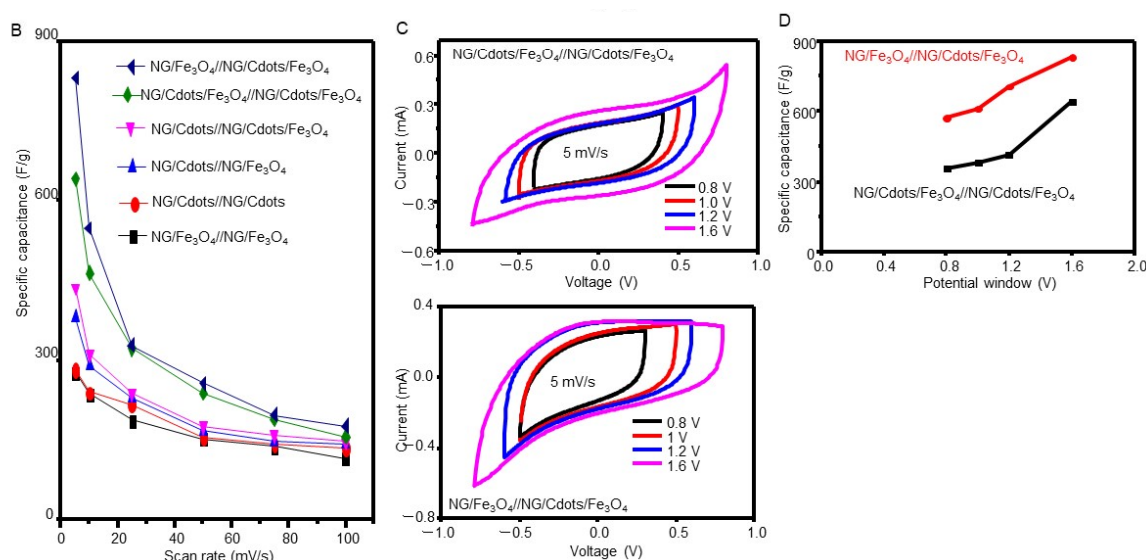 B
900
600
300
0
Specific capacitance (F/g)
NG/Fe₃O₄//NG/Cdots/Fe₃O₄
NG/Cdots/Fe₃O₄//NG/Cdots/Fe₃O₄
NG/Cdots//NG/Cdots/Fe₃O₄
NG/Cdots//NG/Fe₃O₄
NG/Cdots//NG/Cdots
NG/Fe₃O₄//NG/Fe₃O₄
0 20 40 60 80 100
Scan rate (mV/s)
C
NG/Cdots/Fe₃O₄//NG/Cdots/Fe₃O₄
0.6
0.3
0.0
−0.3
−0.6
Current (mA)
5 mV/s
0.8 V
1.0 V
1.2 V
1.6 V
−1.0 −0.5 0.0 0.5 1.0
Voltage (V)
0.4
0.0
−0.4
−0.8
Current (mA)
5 mV/s
0.8 V
1 V
1.2 V
1.6 V
NG/Fe₃O₄//NG/Cdots/Fe₃O₄
−1.0 −0.5 0.0 0.5 1.0
Voltage (V)
D
900
600
300
0
Specific capacitance (F/g)
NG/Fe₃O₄//NG/Cdots/Fe₃O₄
NG/Cdots/Fe₃O₄//NG/Cdots/Fe₃O₄
0.0 0.4 0.8 1.2 1.6 2.0
Potential window (V)